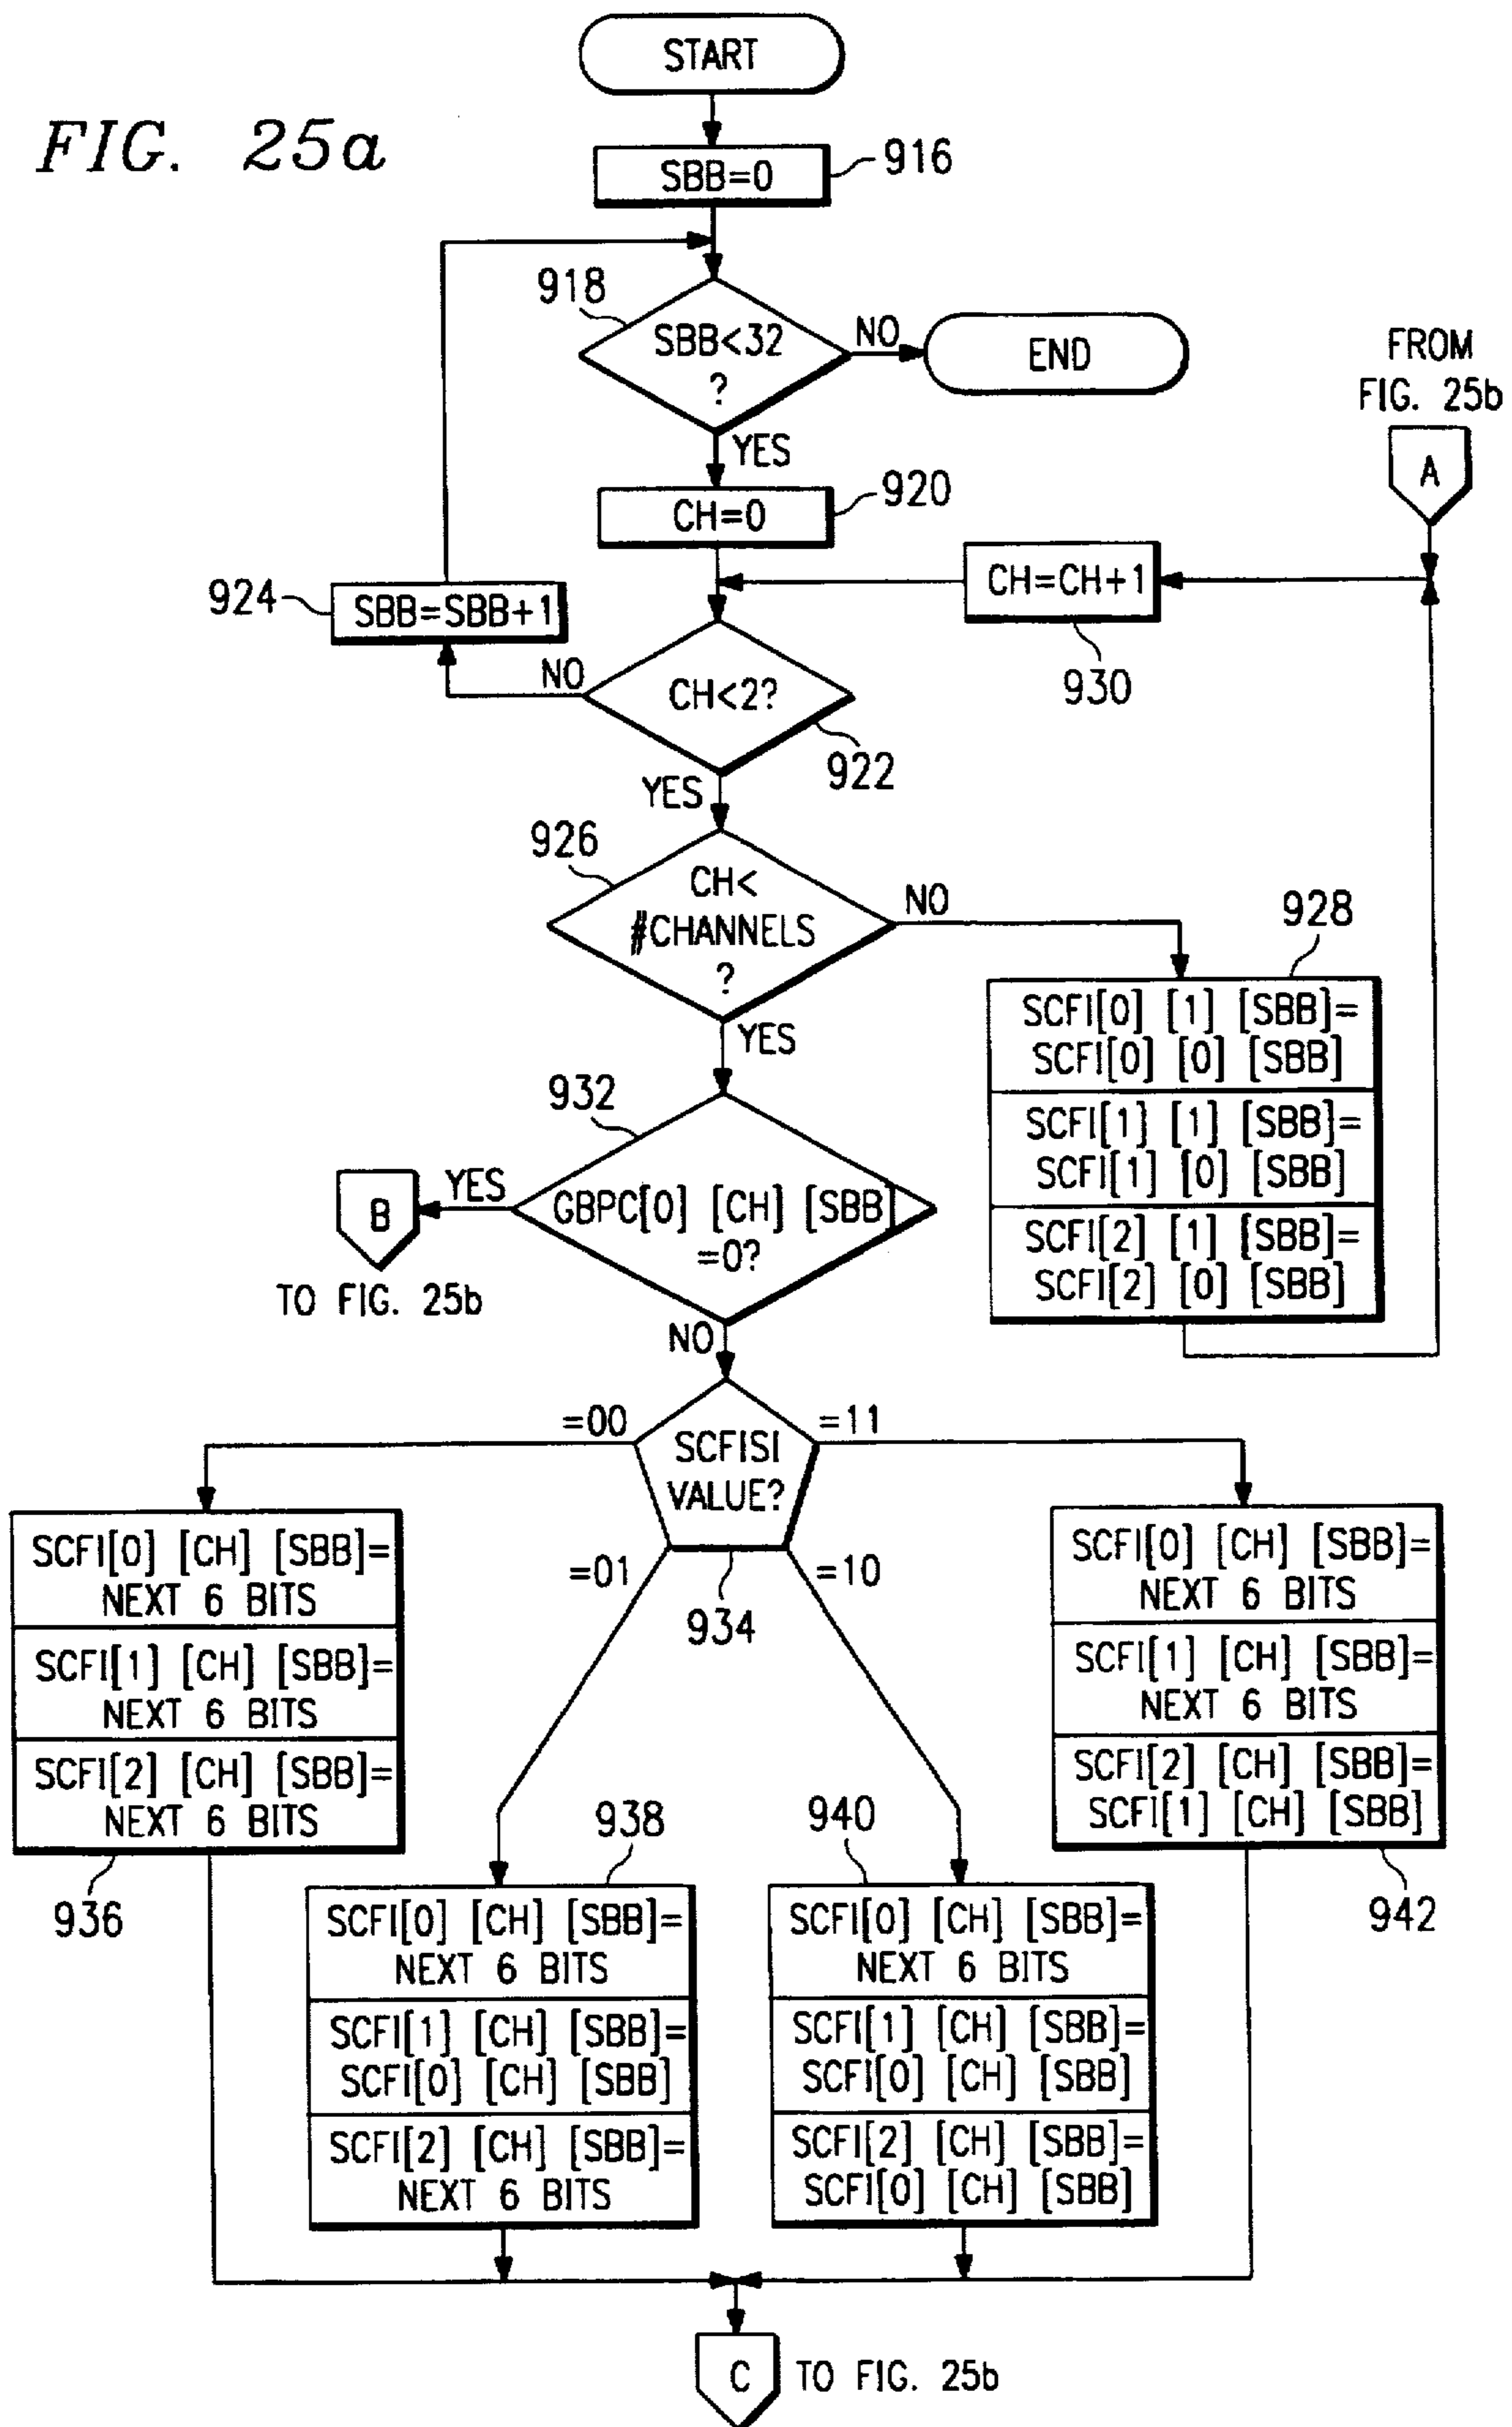 FIG. 25a
START
SBB=0
916
918
SBB<32
?
NO
END
YES
FROM
FIG. 25b
A
CH=0
920
924
SBB=SBB+1
CH=CH+1
930
NO
CH<2?
922
YES
926
CH<
#CHANNELS
?
NO
YES
928
SCFI[0] [1] [SBB]=
SCFI[0] [0] [SBB]
SCFI[1] [1] [SBB]=
SCFI[1] [0] [SBB]
SCFI[2] [1] [SBB]=
SCFI[2] [0] [SBB]
932
GBPC[0] [CH] [SBB]
=0?
YES
B
TO FIG. 25b
NO
SCFISI
VALUE?
934
=00
=11
=01
=10
SCFI[0] [CH] [SBB]=
NEXT 6 BITS
SCFI[1] [CH] [SBB]=
NEXT 6 BITS
SCFI[2] [CH] [SBB]=
NEXT 6 BITS
936
SCFI[0] [CH] [SBB]=
NEXT 6 BITS
SCFI[1] [CH] [SBB]=
NEXT 6 BITS
SCFI[2] [CH] [SBB]=
SCFI[1] [CH] [SBB]
942
938
SCFI[0] [CH] [SBB]=
NEXT 6 BITS
SCFI[1] [CH] [SBB]=
SCFI[0] [CH] [SBB]
SCFI[2] [CH] [SBB]=
NEXT 6 BITS
940
SCFI[0] [CH] [SBB]=
NEXT 6 BITS
SCFI[1] [CH] [SBB]=
SCFI[0] [CH] [SBB]
SCFI[2] [CH] [SBB]=
SCFI[0] [CH] [SBB]
C
TO FIG. 25b